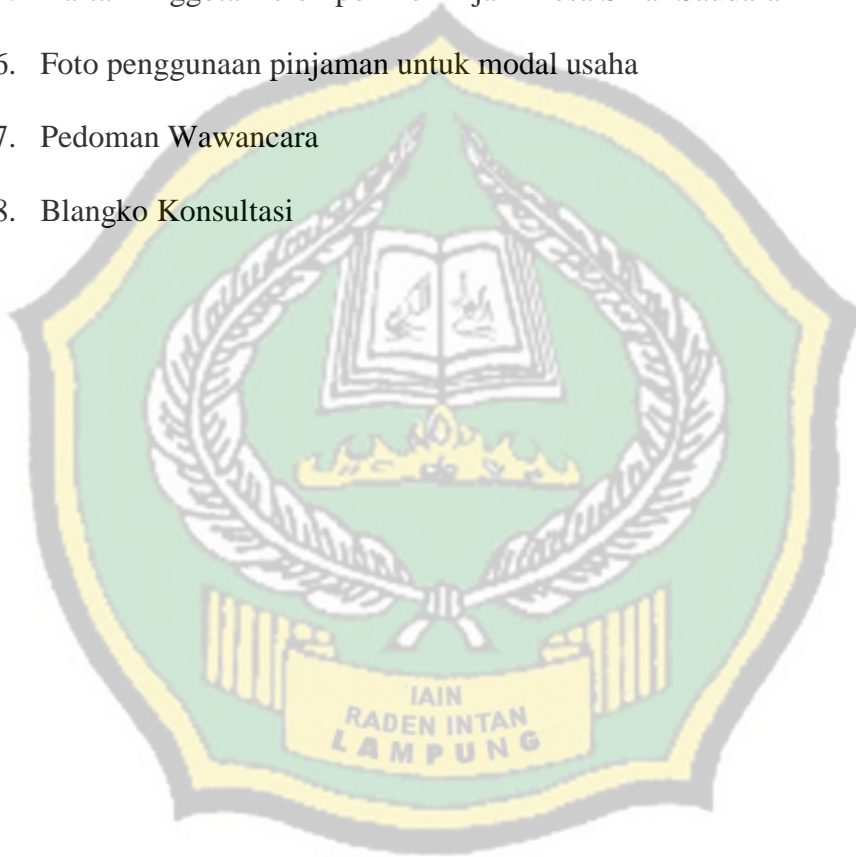 6. Foto penggunaan pinjaman untuk modal usaha
7. Pedoman Wawancara
8. Blangko Konsultasi
IAIN
RADEN INTAN
LAMPUNG